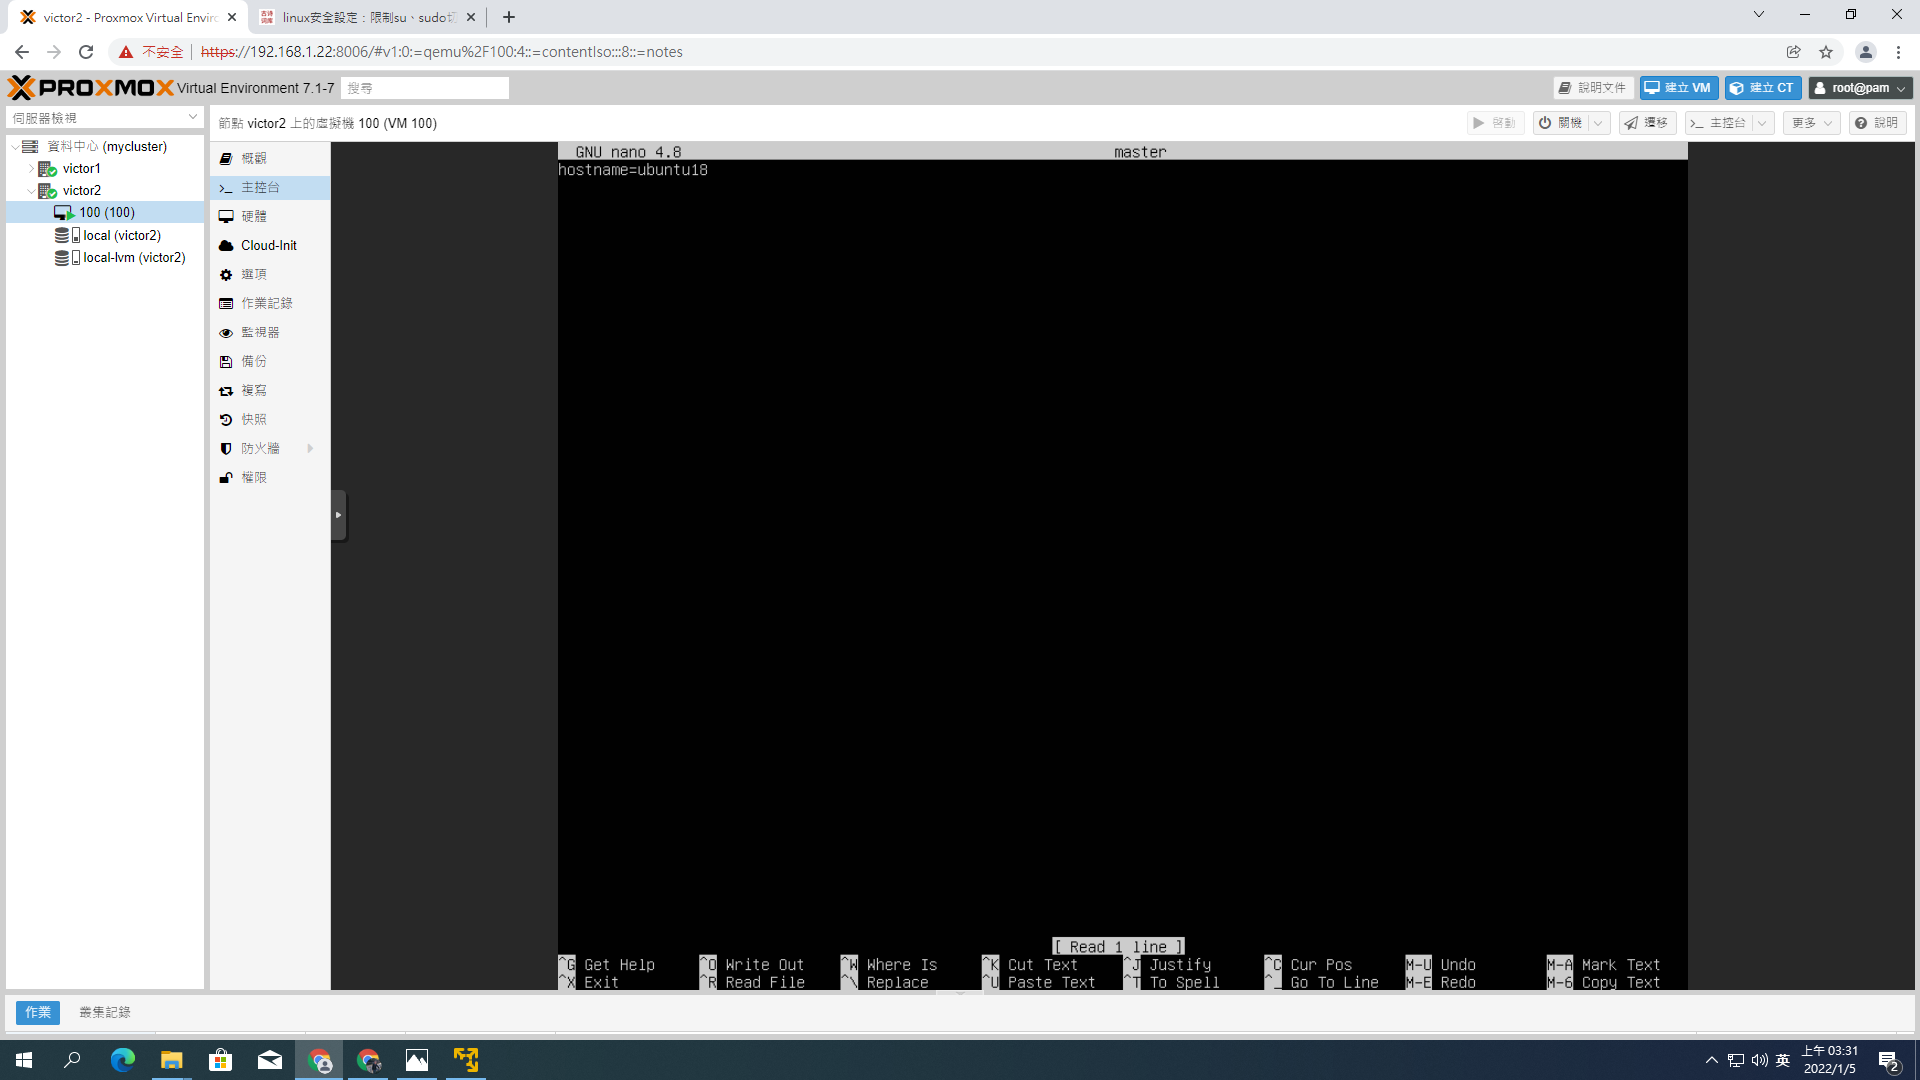 victor2 - Proxmox Virtual Enviro
linux安全設定：限制su、sudo切
不安全
https://192.168.1.22:8006/#v1:0:=qemu%2F100:4::=contentIso:::8::=notes
PROXMOX Virtual Environment 7.1-7 搜尋
說明文件 建立 VM 建立 CT root@pam
伺服器檢視
節點 victor2 上的虛擬機 100 (VM 100)
啓動 關機 遷移 主控台 更多 說明
資料中心 (mycluster)
victor1
victor2
100 (100)
local (victor2)
local-lvm (victor2)
概觀
主控台
硬體
Cloud-Init
選項
作業記錄
監視器
備份
複寫
快照
防火牆
權限
GNU nano 4.8 master
hostname=ubuntu18
[ Read 1 line ]
^G Get Help ^O Write Out ^W Where Is ^K Cut Text ^J Justify ^C Cur Pos M-U Undo M-A Mark Text
^X Exit ^R Read File ^\ Replace ^U Paste Text ^T To Spell ^_ Go To Line M-E Redo M-6 Copy Text
作業 叢集記錄
英
上午 03:31
2022/1/5
2